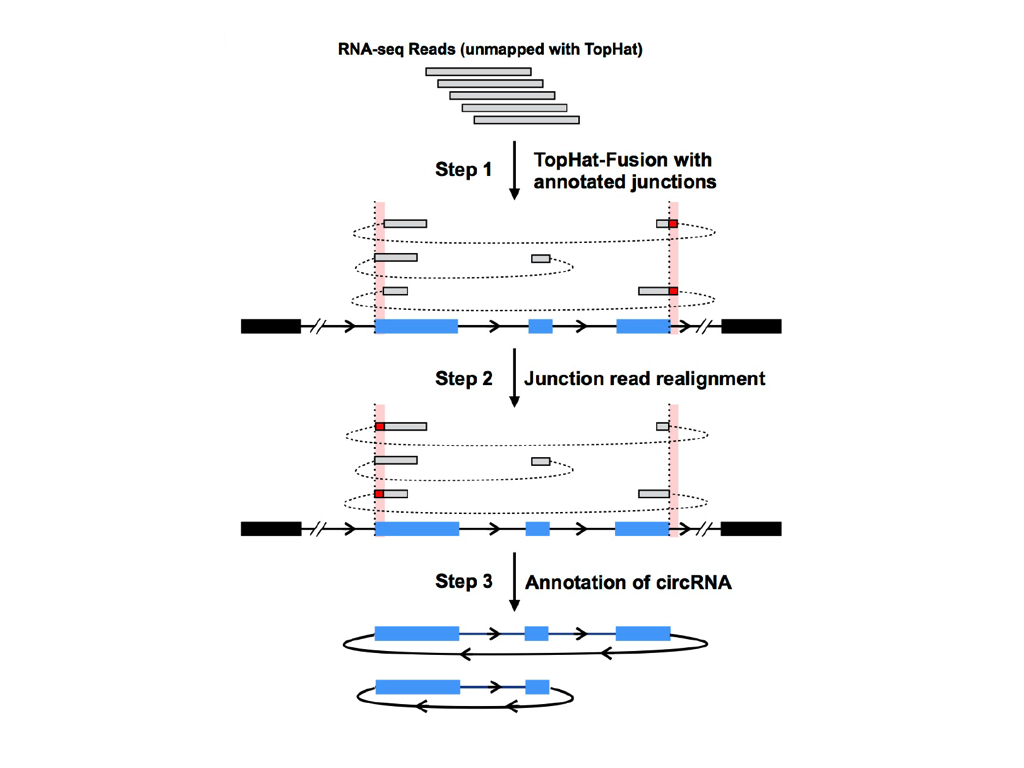 RNA-seq Reads (unmapped with TopHat)
Step 1
TopHat-Fusion with
annotated junctions
Step 2
Junction read realignment
Step 3
Annotation of circRNA